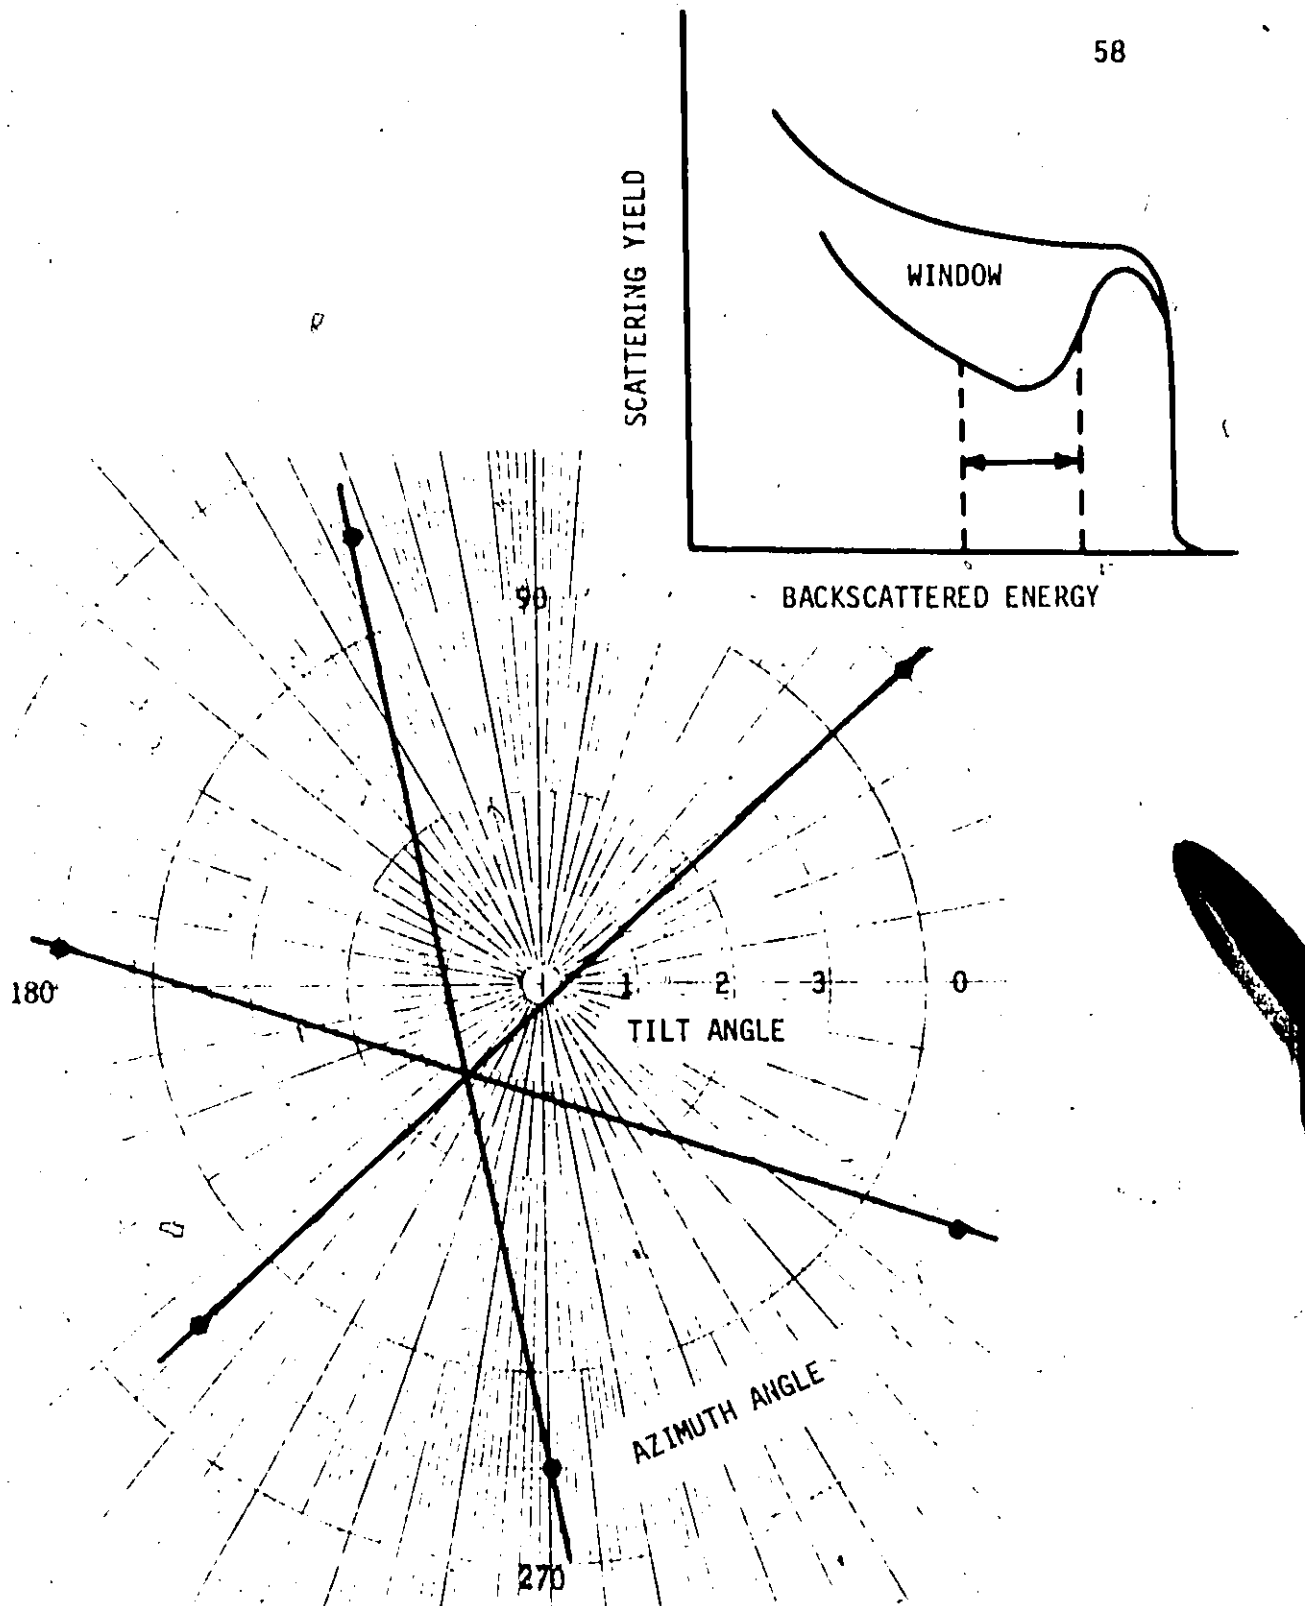 58
SCATTERING YIELD
WINDOW
BACKSCATTERED ENERGY
90
180
1
2
3
0
TILT ANGLE
AZIMUTH ANGLE
270